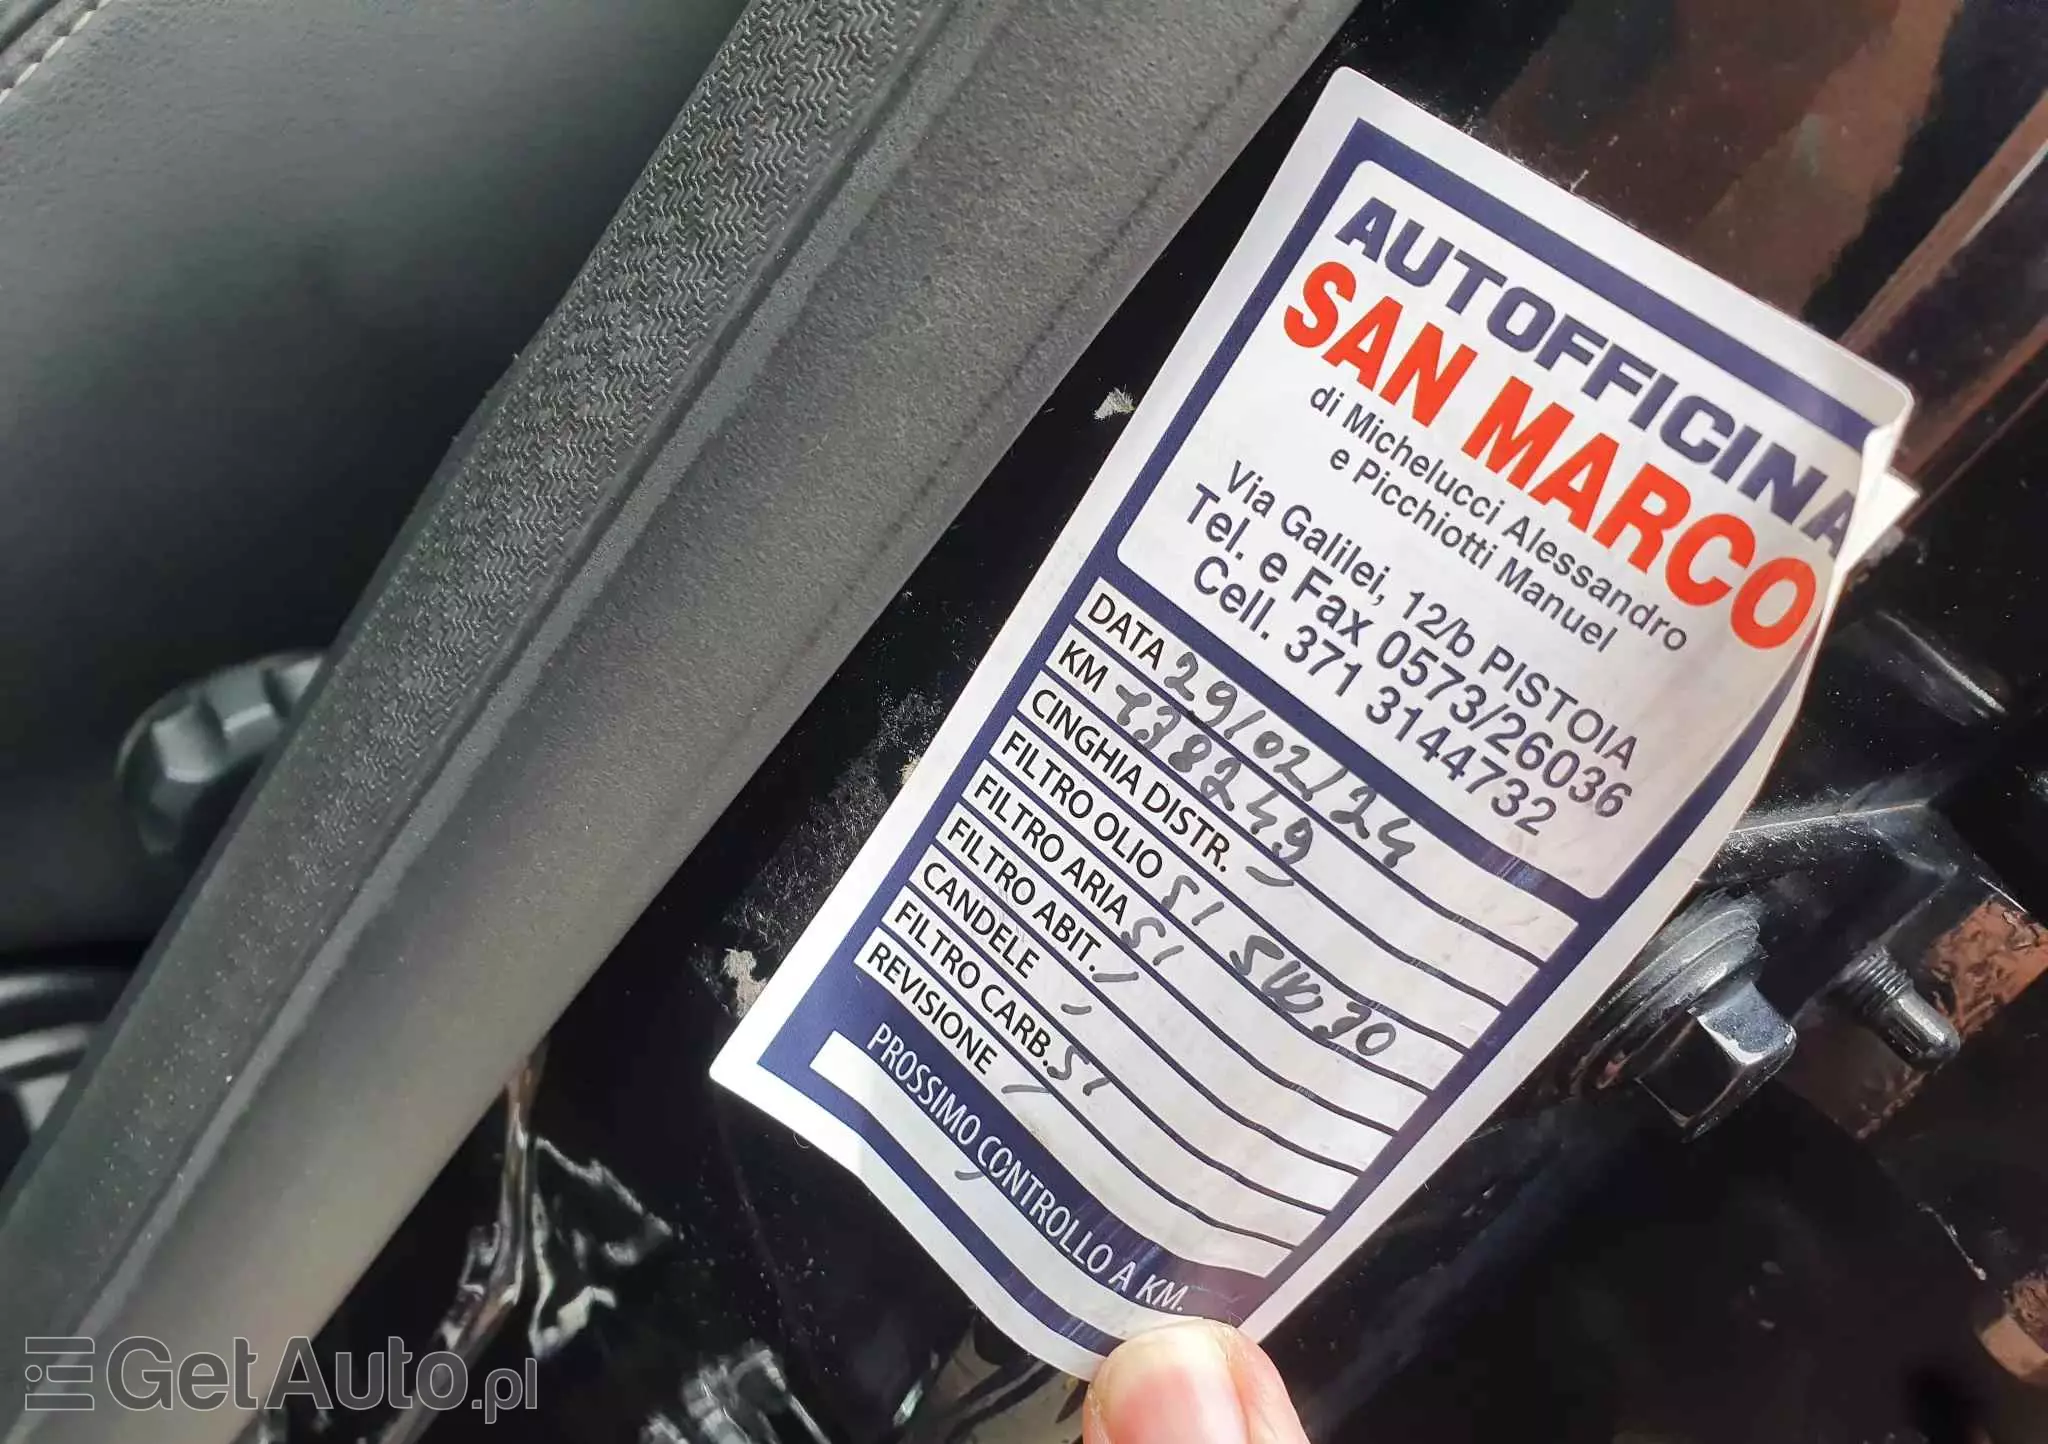 AUTOFFICINA
SAN MARCO
di Michelucci Alessandro
e Picchiotti Manuel
Via Galilei, 12/b PISTOIA
Tel. e Fax 0573/26036
Cell. 371 3144732
DATA 29/02/24
KM
CINGHIA DISTR. -
FILTRO OLIO SI 5W30
FILTRO ARIA SI
FILTRO ABIT. /
CANDELE -
FILTRO CARB. SI
REVISIONE -
PROSSIMO CONTROLLO A KM.
GetAuto.pl